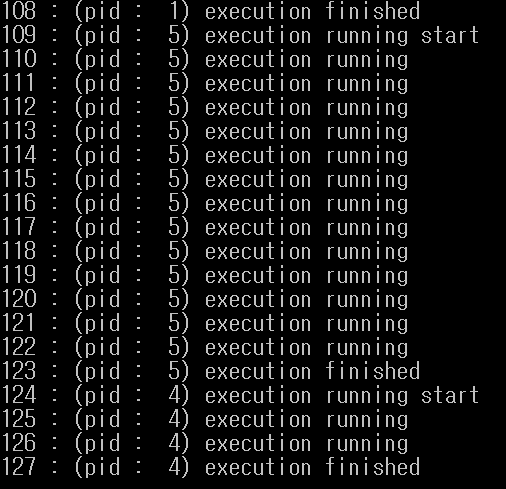 108 : (pid :  1) execution finished
109 : (pid :  5) execution running start
110 : (pid :  5) execution running
111 : (pid :  5) execution running
112 : (pid :  5) execution running
113 : (pid :  5) execution running
114 : (pid :  5) execution running
115 : (pid :  5) execution running
116 : (pid :  5) execution running
117 : (pid :  5) execution running
118 : (pid :  5) execution running
119 : (pid :  5) execution running
120 : (pid :  5) execution running
121 : (pid :  5) execution running
122 : (pid :  5) execution running
123 : (pid :  5) execution finished
124 : (pid :  4) execution running start
125 : (pid :  4) execution running
126 : (pid :  4) execution running
127 : (pid :  4) execution finished